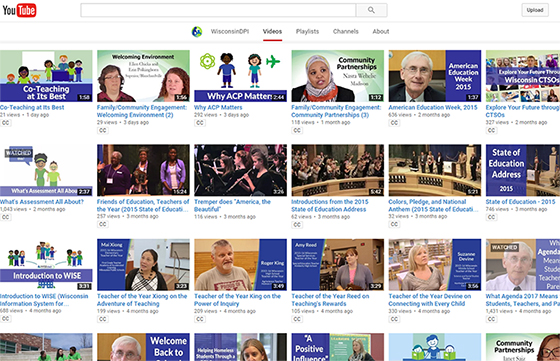 YouTube
Upload
WisconsinDPI Videos Playlists Channels About
Co-Teaching
at Its Best
1:58
Co-Teaching at Its Best
21 views • 1 day ago
CC
Welcoming Environment
1:56
Family/Community Engagement:
Welcoming Environment (2)
29 views • 3 days ago
CC
Why ACP Matters
2:44
Why ACP Matters
292 views • 3 days ago
CC
Community
Partnerships
Madison
1:12
Family/Community Engagement:
Community Partnerships (3)
118 views • 1 month ago
CC
American
Education
Week
2015
1:37
American Education Week, 2015
636 views • 2 months ago
CC
Explore Your Future through
Wisconsin CTSOs
Explore Your Future through
CTSOs
327 views • 2 months ago
CC
WATCHED
What's Assessment All About?
2:37
What's Assessment All About?
1,043 views • 2 months ago
CC
15:24
Friends of Education, Teachers of
the Year (2015 State of Educati...
257 views • 3 months ago
CC
3:26
Tremper does "America, the
Beautiful"
116 views • 3 months ago
5:42
Introductions from the 2015
State of Education Address
62 views • 3 months ago
CC
5:21
Colors, Pledge, and National
Anthem (2015 State of Education...
32 views • 3 months ago
CC
State of
Education
Address
2015
State of Education - 2015
746 views • 3 months ago
CC
Introduction to WISE
3:31
Introduction to WISE (Wisconsin
Information System for...
688 views • 4 months ago
CC
Mai Xiong
3:23
Teacher of the Year Xiong on the
Adventure of Teaching
199 views • 4 months ago
CC
Roger King
3:49
Teacher of the Year King on the
Power of Inquiry
209 views • 4 months ago
CC
Amy Reed
3:29
Teacher of the Year Reed on
Teaching's Rewards
105 views • 4 months ago
CC
Suzanne
Devine
3:56
Teacher of the Year Devine on
Connecting with Every Child
330 views • 4 months ago
CC
WATCHED
What Agenda 2017 Means for
Students, Teachers, and Pa
1,431 views • 4 months ago
CC
Welcome
Back to
Helping Homeless
Students Through a
"A
Positive
Influence"
Community